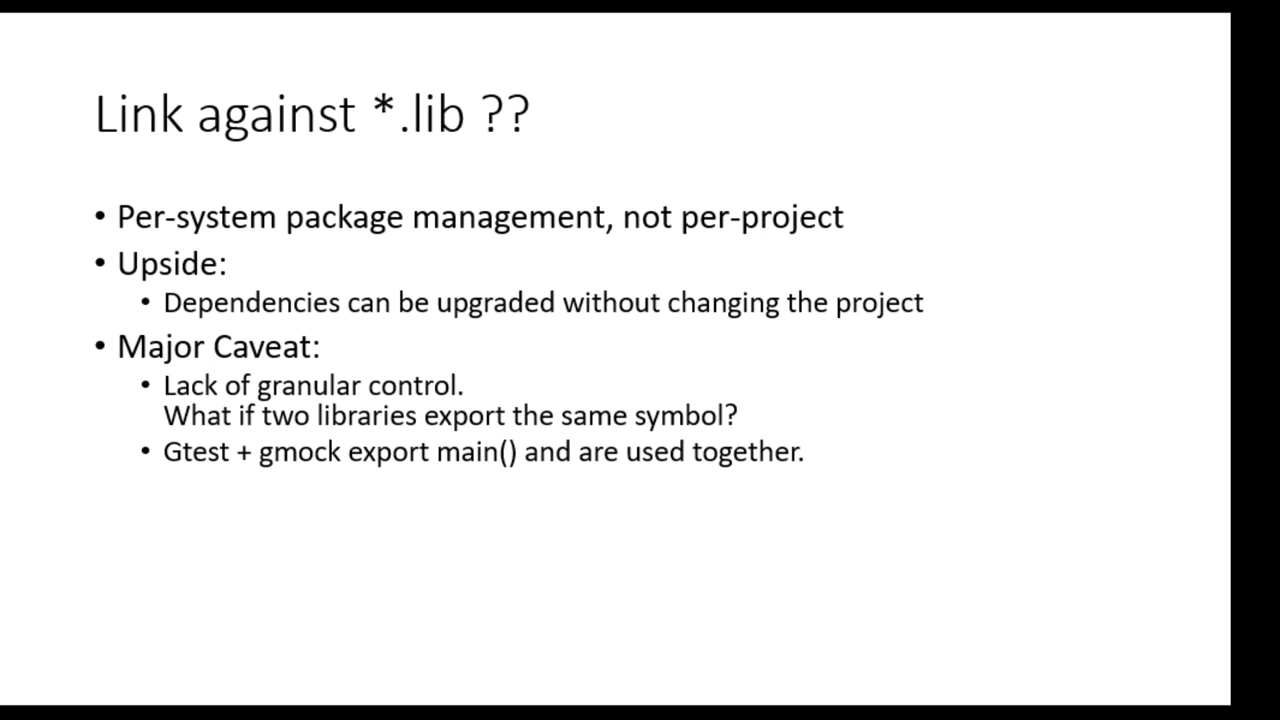 Link against *.lib ??
• Per-system package management, not per-project
• Upside:
• Dependencies can be upgraded without changing the project
• Major Caveat:
• Lack of granular control.
What if two libraries export the same symbol?
• Gtest + gmock export main() and are used together.